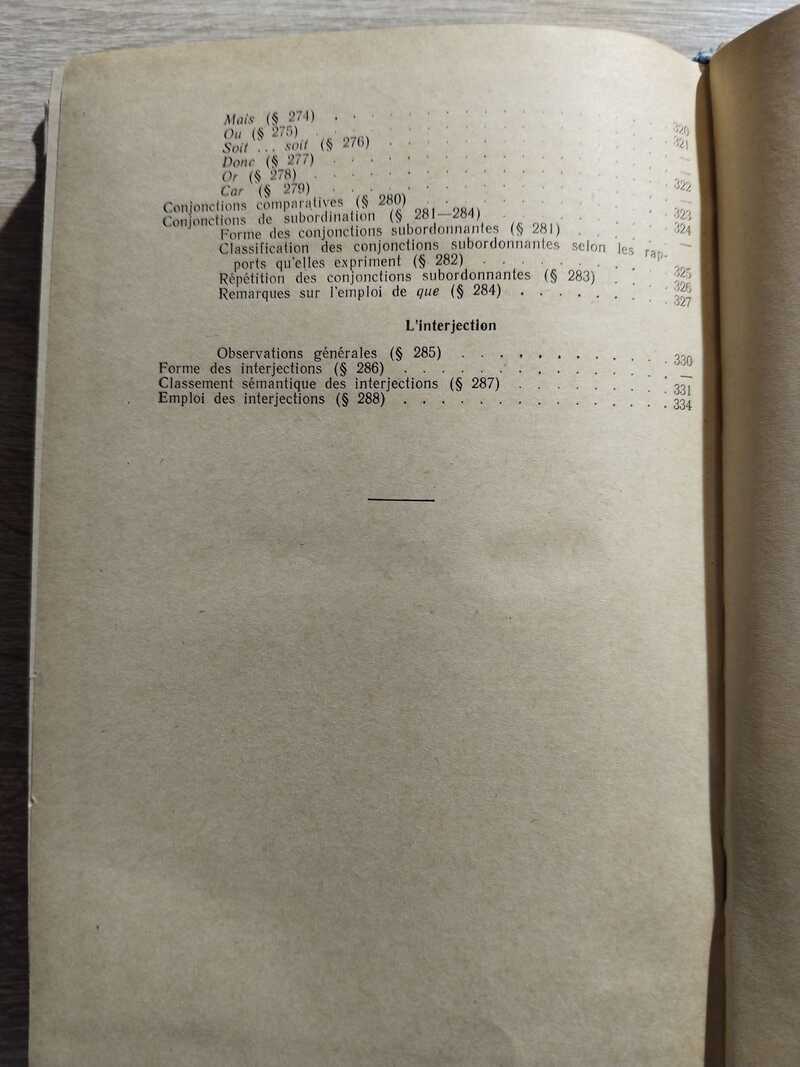 Mais (§ 274) . . . . . . . . . . . . . . 320
Ou (§ 275) . . . . . . . . . . . . . . 321
Soit ... soit (§ 276) . . . . . . . . . . . . —
Donc (§ 277) . . . . . . . . . . . . . . —
Or (§ 278) . . . . . . . . . . . . . . 322
Car (§ 279) . . . . . . . . . . . . . . —
Conjonctions comparatives (§ 280) . . . . . . . . . . 323
Conjonctions de subordination (§ 281—284) . . . . . . . 324
Forme des conjonctions subordonnantes (§ 281) . . . . . —
Classification des conjonctions subordonnantes selon les rap-
ports qu'elles expriment (§ 282) . . . . . . . . . 325
Répétition des conjonctions subordonnantes (§ 283) . . . 326
Remarques sur l'emploi de que (§ 284) . . . . . . . . 327
L'interjection
Observations générales (§ 285) . . . . . . . . . . . 330
Forme des interjections (§ 286) . . . . . . . . . . . . . . —
Classement sémantique des interjections (§ 287) . . . . . . . . 331
Emploi des interjections (§ 288) . . . . . . . . . . . . . . 334